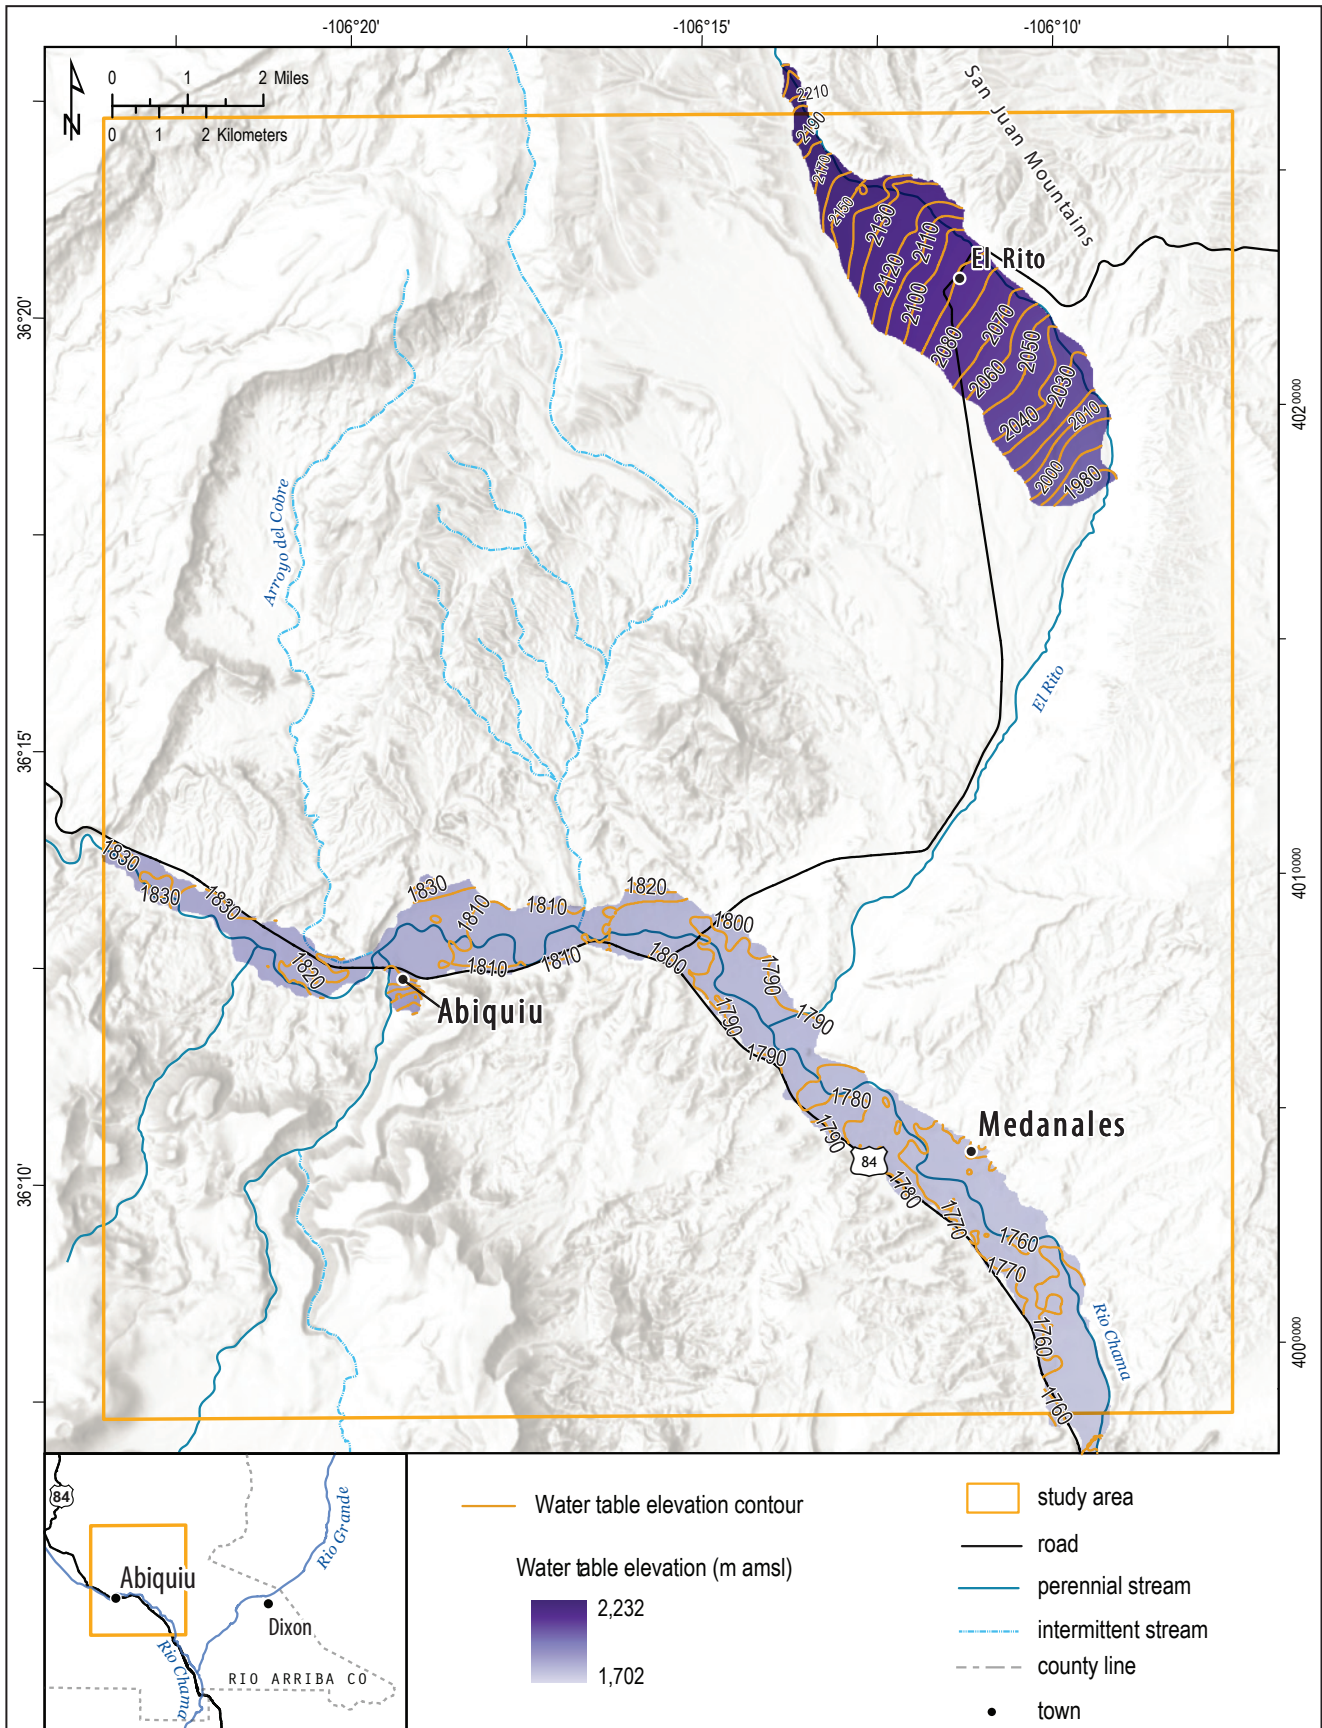 -106°20'
-106°15'
-106°10'
0 1 2 Miles
0 1 2 Kilometers
N
San Juan Mountains
2210
2190
2170
2150
2130
2110
2120
2100
El Rito
2080
2070
2060
2050
2030
2040
2010
2000
1980
36°20'
4020000
Arroyo del Cobre
El Rito
36°15'
4010000
1830
1830
1830
1820
1830
1810
1810
1810
1810
1820
1800
1800
1790
1790
1790
1790
Abiquiu
1780
1790
Medanales
84
1780
1770
1760
1770
1760
1760
Rio Chama
36°10'
4000000
84
Abiquiu
Rio Grande
Dixon
Rio Chama
RIO ARRIBA CO
Water table elevation contour
Water table elevation (m amsl)
2,232
1,702
study area
road
perennial stream
intermittent stream
county line
town